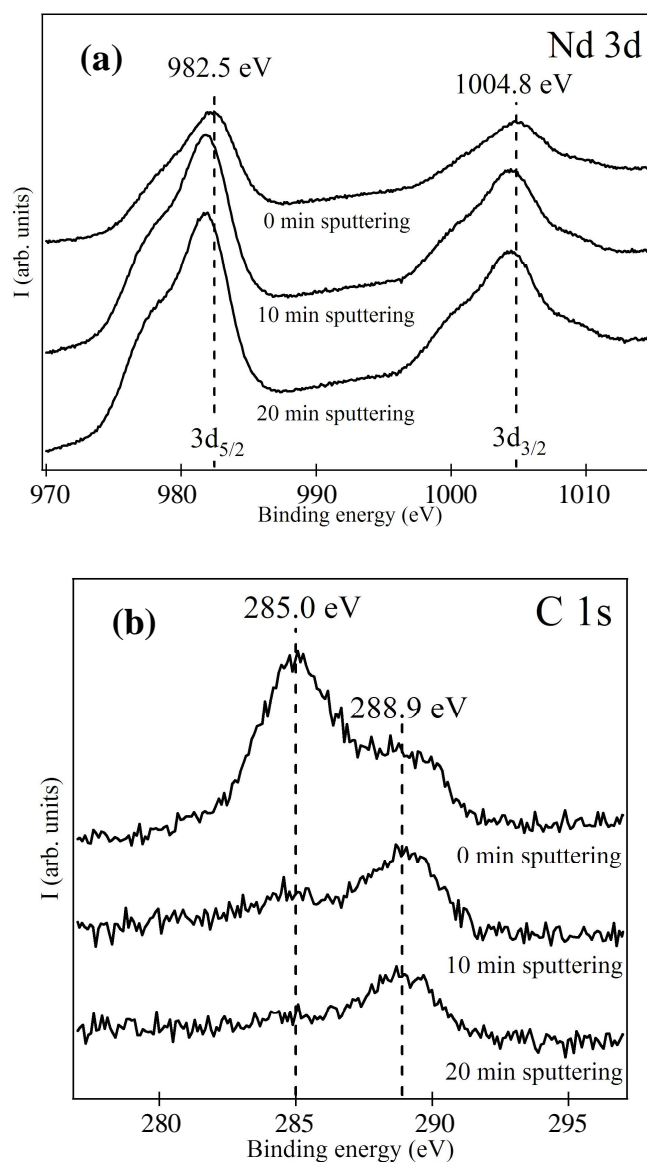 (a)
Nd 3d
982.5 eV
1004.8 eV
0 min sputtering
10 min sputtering
20 min sputtering
3d5/2
3d3/2
I (arb. units)
970 980 990 1000 1010
Binding energy (eV)
(b)
285.0 eV
C 1s
288.9 eV
0 min sputtering
10 min sputtering
20 min sputtering
I (arb. units)
280 285 290 295
Binding energy (eV)